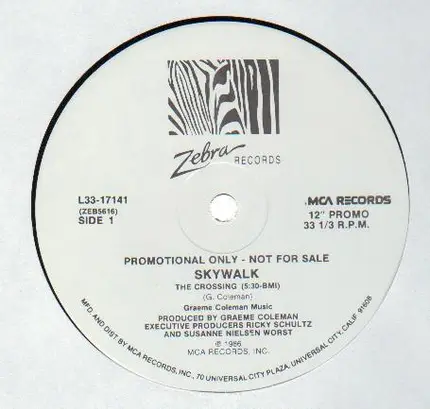 Zebra RECORDS
L33-17141
(ZEB5616)
SIDE 1
MCA RECORDS
12" PROMO
33 1/3 R.P.M.
PROMOTIONAL ONLY - NOT FOR SALE
SKYWALK
THE CROSSING (5:30-BMI)
(G. Coleman)
Graeme Coleman Music
PRODUCED BY GRAEME COLEMAN
EXECUTIVE PRODUCERS RICKY SCHULTZ
AND SUSANNE NIELSEN WORST
℗ 1986
MCA RECORDS, INC.
MFD. AND DIST BY MCA RECORDS, INC., 70 UNIVERSAL CITY PLAZA, UNIVERSAL CITY, CALIF. 91608